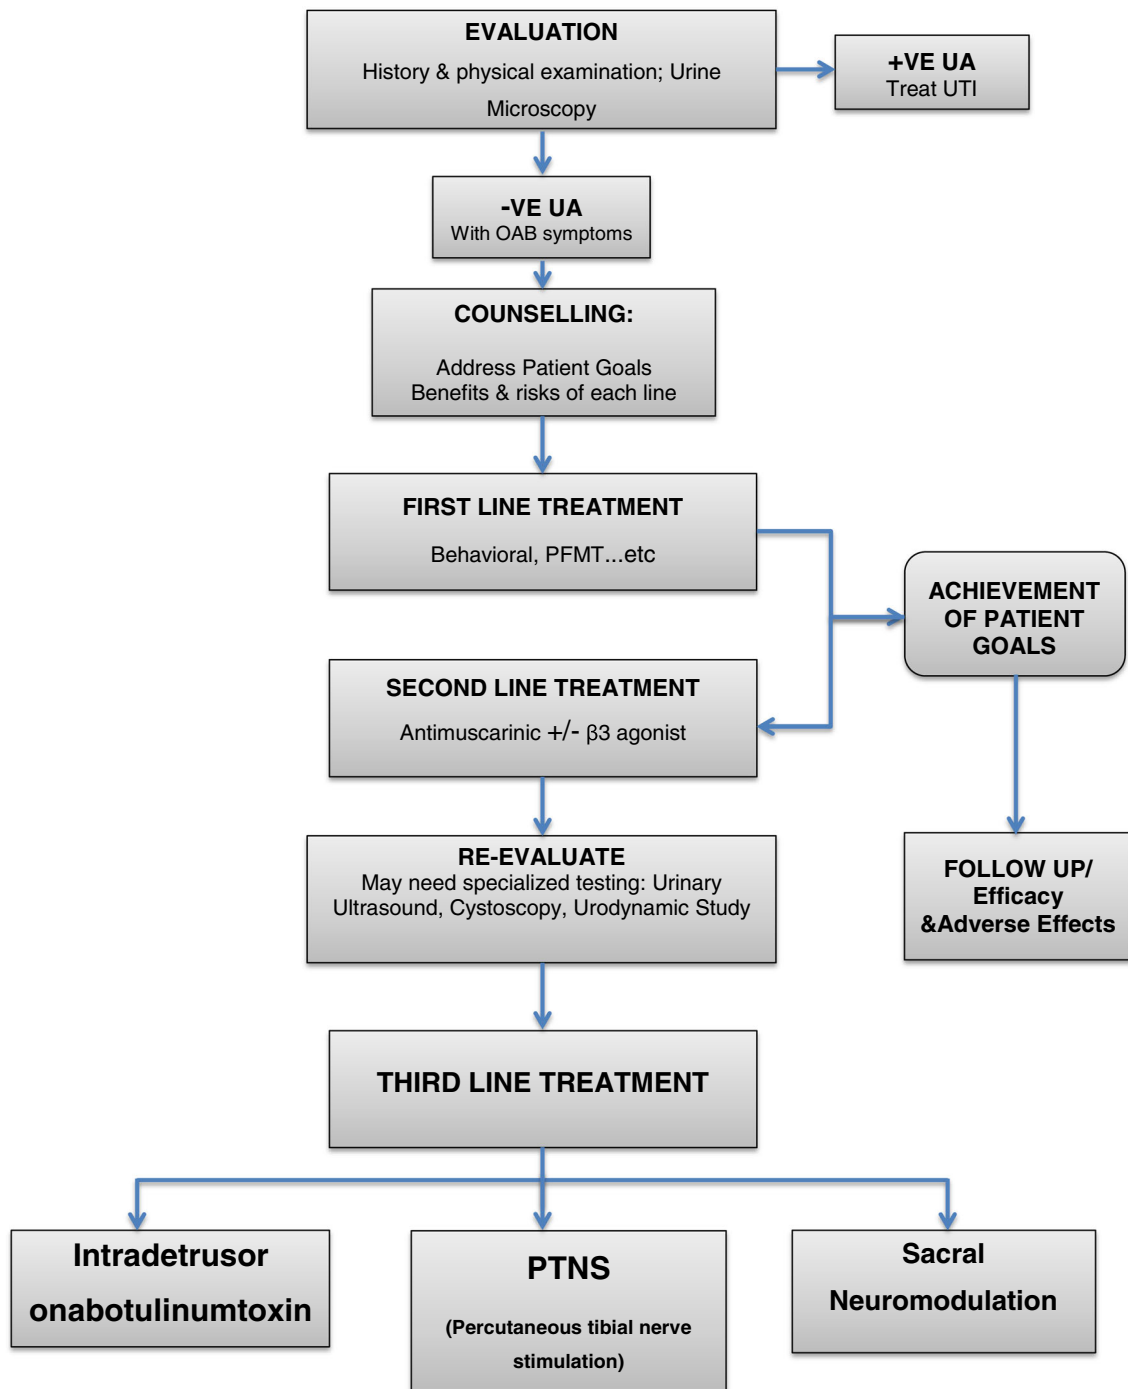 EVALUATION
History & physical examination; Urine
Microscopy
+VE UA
Treat UTI
-VE UA
With OAB symptoms
COUNSELLING:
Address Patient Goals
Benefits & risks of each line
FIRST LINE TREATMENT
Behavioral, PFMT...etc
ACHIEVEMENT
OF PATIENT
GOALS
SECOND LINE TREATMENT
Antimuscarinic +/- β3 agonist
RE-EVALUATE
May need specialized testing: Urinary
Ultrasound, Cystoscopy, Urodynamic Study
FOLLOW UP/
Efficacy
&Adverse Effects
THIRD LINE TREATMENT
Intradetrusor
onabotulinumtoxin
PTNS
(Percutaneous tibial nerve
stimulation)
Sacral
Neuromodulation